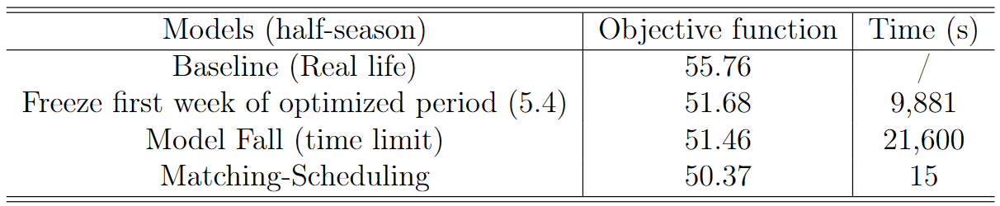 Models (half-season) Objective function Time (s)
Baseline (Real life) 55.76 /
Freeze first week of optimized period (5.4) 51.68 9,881
Model Fall (time limit) 51.46 21,600
Matching-Scheduling 50.37 15